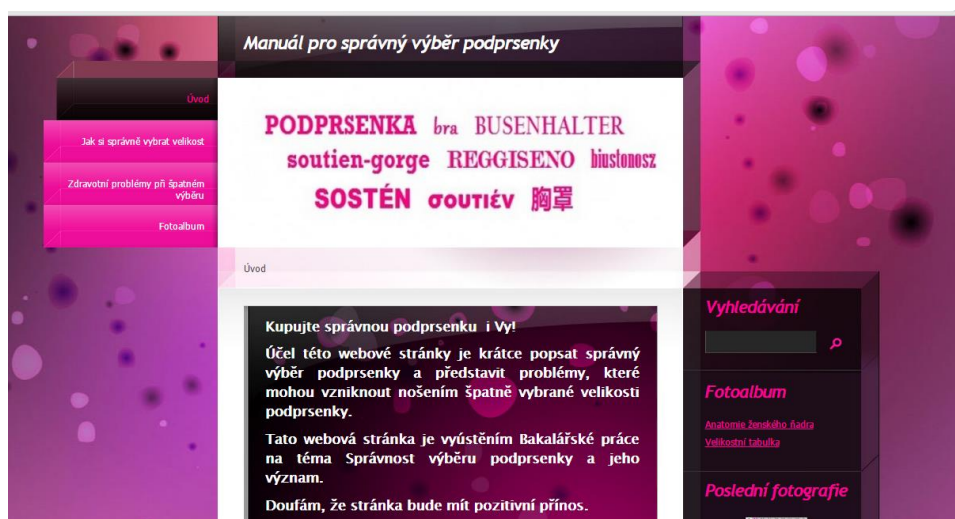 Manuál pro správný výběr podprsenky
Úvod
Jak si správně vybrat velikost
Zdravotní problémy při špatném
výběru
Fotoalbum
PODPRSENKA bra BUSENHALTER
soutien-gorge REGGISENO biustonosz
SOSTÉN σουτιέν 胸罩
Úvod
Kupujte správnou podprsenku i Vy!
Účel této webové stránky je krátce popsat správný
výběr podprsenky a představit problémy, které
mohou vzniknout nošením špatně vybrané velikosti
podprsenky.
Tato webová stránka je vyústěním Bakalářské práce
na téma Správnost výběru podprsenky a jeho
význam.
Doufám, že stránka bude mít pozitivní přínos.
Vyhledávání
Fotoalbum
Anatomie ženského ňadra
Velikostní tabulka
Poslední fotografie